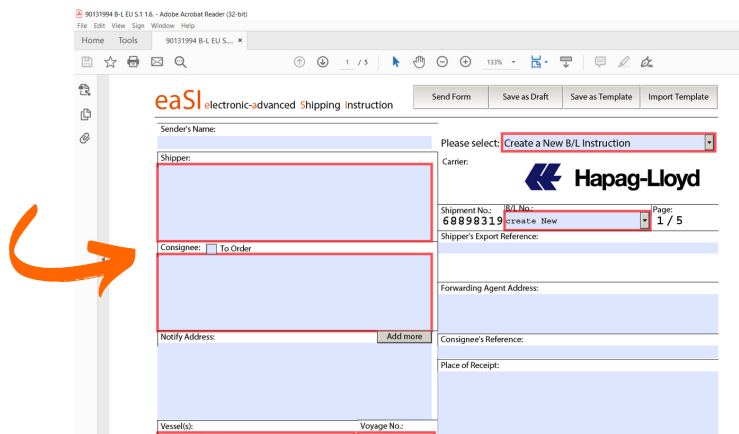 90131994 B-L EU S.1 1.6. - Adobe Acrobat Reader (32-bit)
File Edit View Sign Window Help
Home Tools 90131994 B-L EU S.... ×
1 / 5 133%
eaSI electronic-advanced Shipping Instruction
Send Form Save as Draft Save as Template Import Template
Sender's Name:
Please select: Create a New B/L Instruction
Shipper:
Carrier:
Hapag-Lloyd
Shipment No.: B/L No.: Page:
68898319 create New 1/5
Shipper's Export Reference:
Consignee: To Order
Forwarding Agent Address:
Notify Address: Add more
Consignee's Reference:
Place of Receipt:
Vessel(s): Voyage No.: